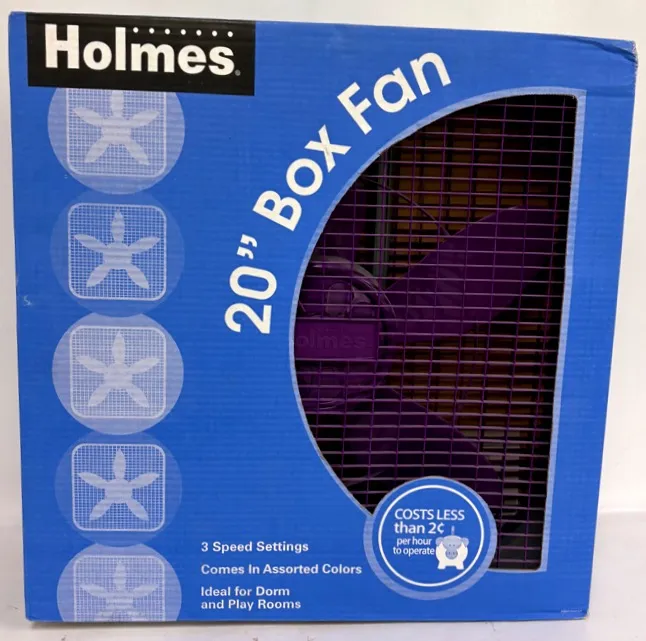 Holmes®
20" Box Fan
olmes
COSTS LESS
than 2¢
per hour
to operate
3 Speed Settings
Comes In Assorted Colors
Ideal for Dorm
and Play Rooms